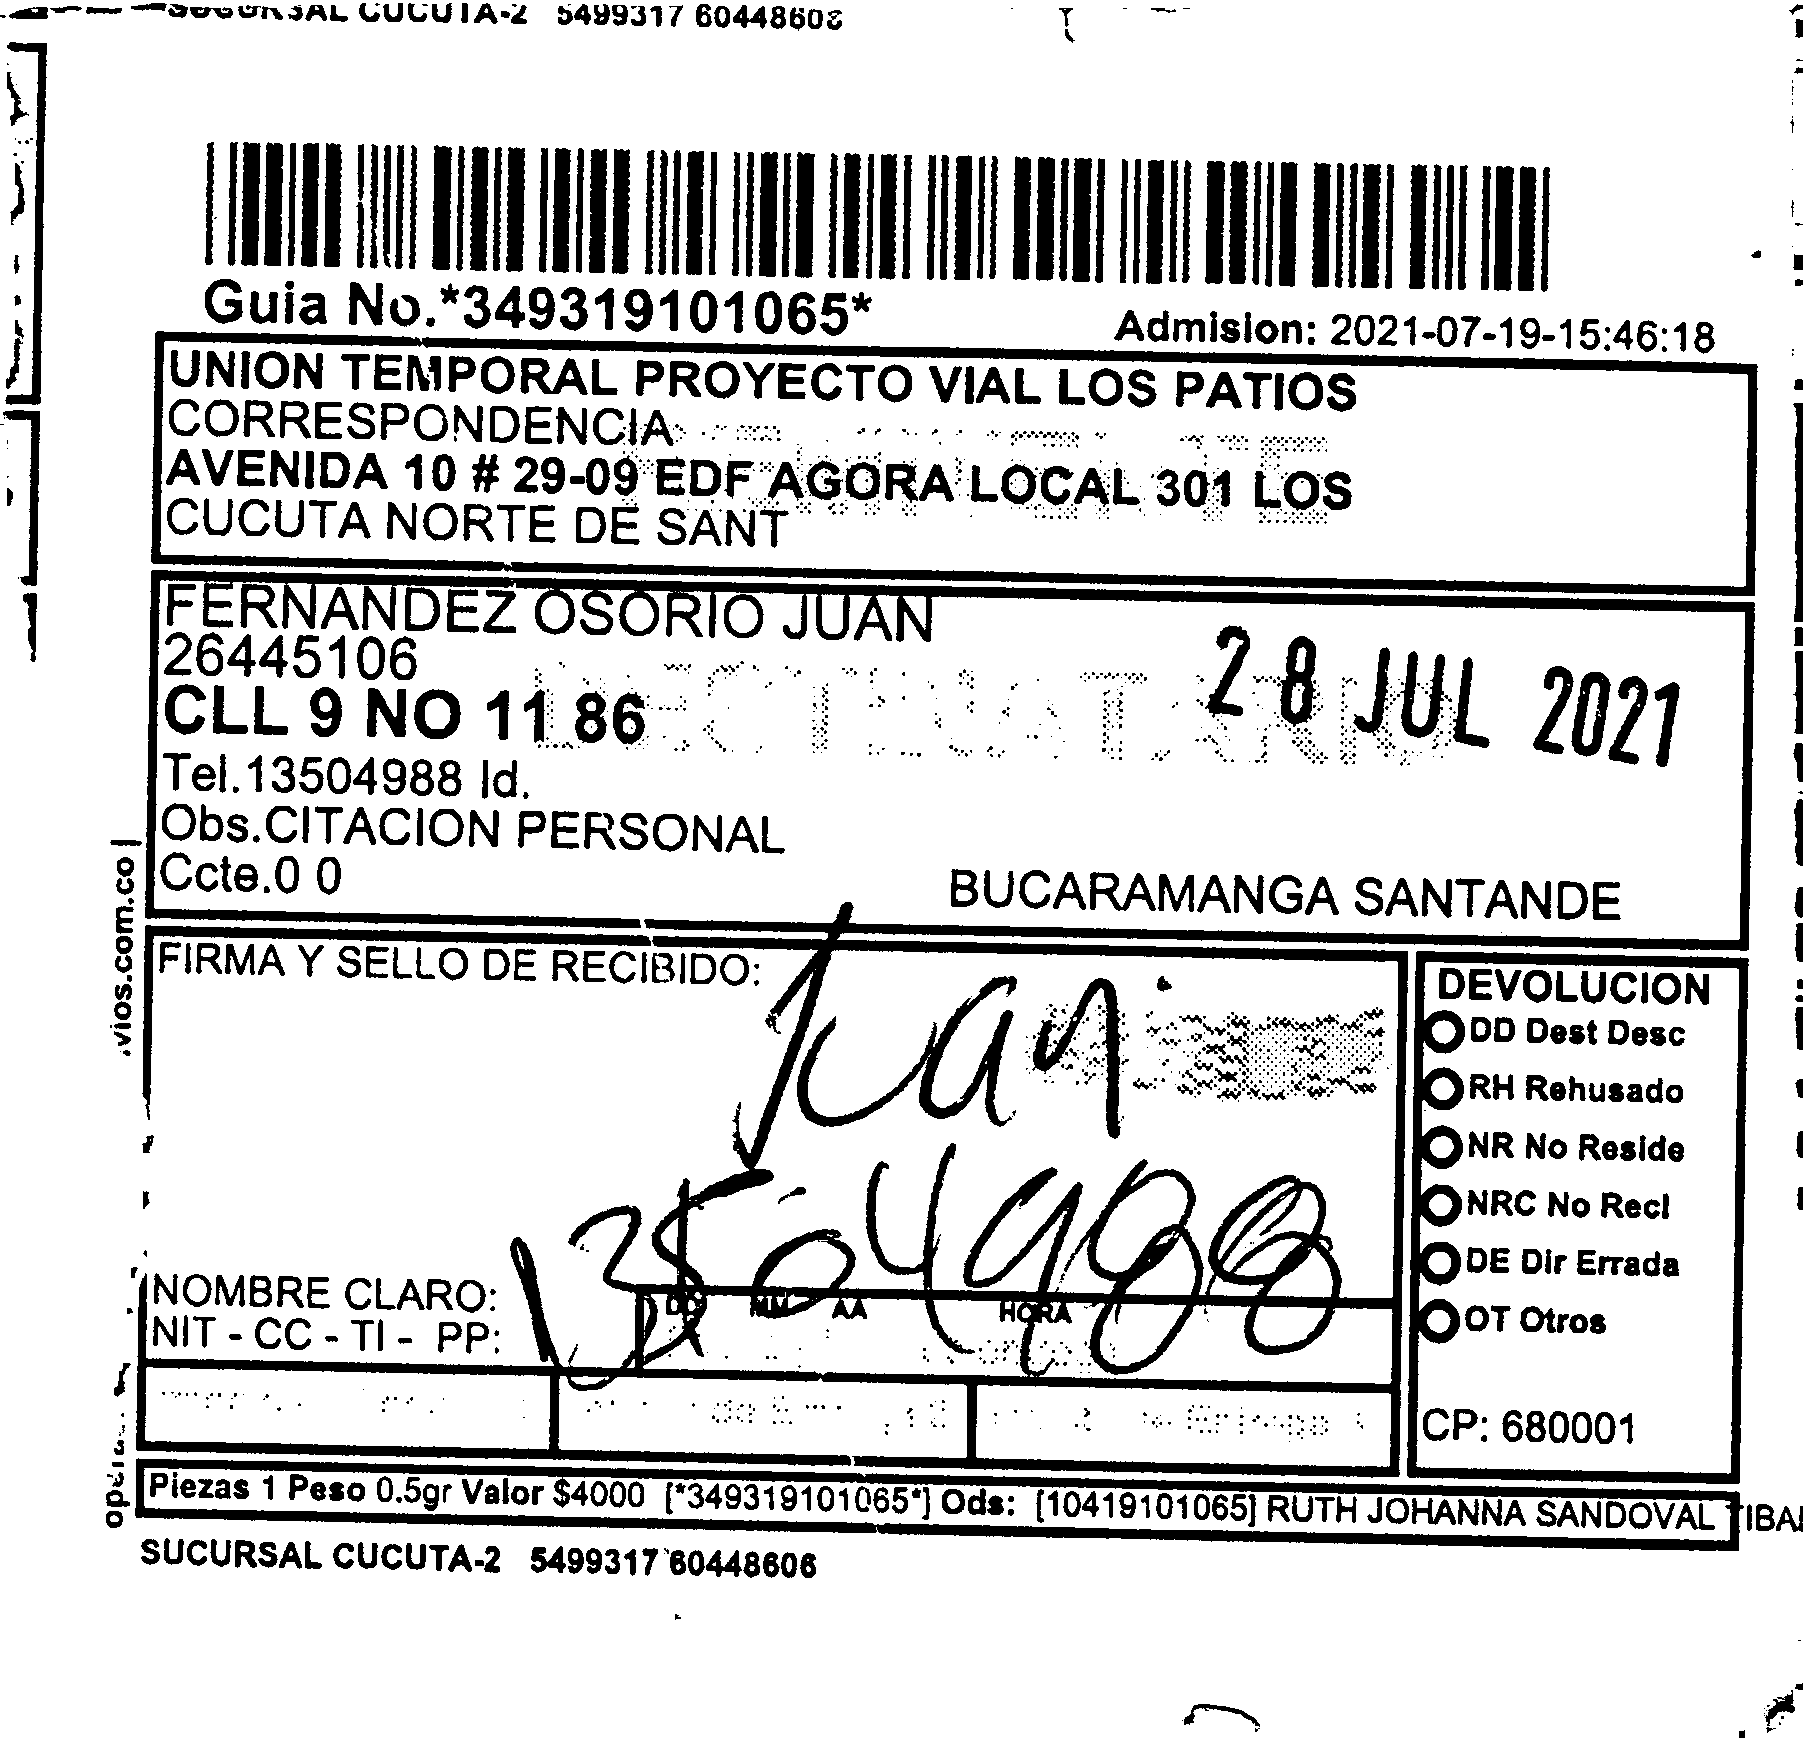 SUCURSAL CUCUTA-2 5499317 60448606
Guia No.*349319101065*
Admision: 2021-07-19-15:46:18
UNION TEMPORAL PROYECTO VIAL LOS PATIOS
CORRESPONDENCIA
AVENIDA 10 # 29-09 EDF AGORA LOCAL 301 LOS
CUCUTA NORTE DE SANT
FERNANDEZ OSORIO JUAN
26445106
28 JUL 2021
CLL 9 NO 11 86
DESTINATARIO
Tel.13504988 Id.
Obs.CITACION PERSONAL
Ccte.0 0
BUCARAMANGA SANTANDE
.vios.com.co |
FIRMA Y SELLO DE RECIBIDO:
Juan
13504988
NOMBRE CLARO:
NIT - CC - TI - PP:
DD MM AA HORA
DEVOLUCION
DD Dest Desc
RH Rehusado
NR No Reside
NRC No Recl
DE Dir Errada
OT Otros
CP: 680001
Piezas 1 Peso 0.5gr Valor $4000 [*349319101065*] Ods: [10419101065] RUTH JOHANNA SANDOVAL TIBA
SUCURSAL CUCUTA-2 5499317 60448606